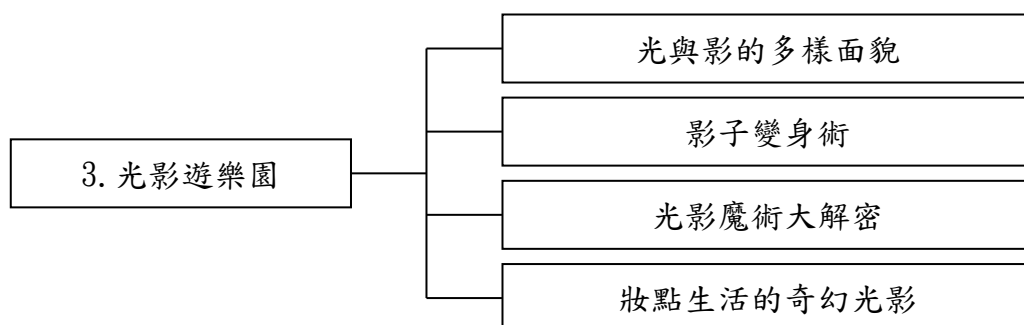 3.光影遊樂園
光與影的多樣面貌
影子變身術
光影魔術大解密
妝點生活的奇幻光影